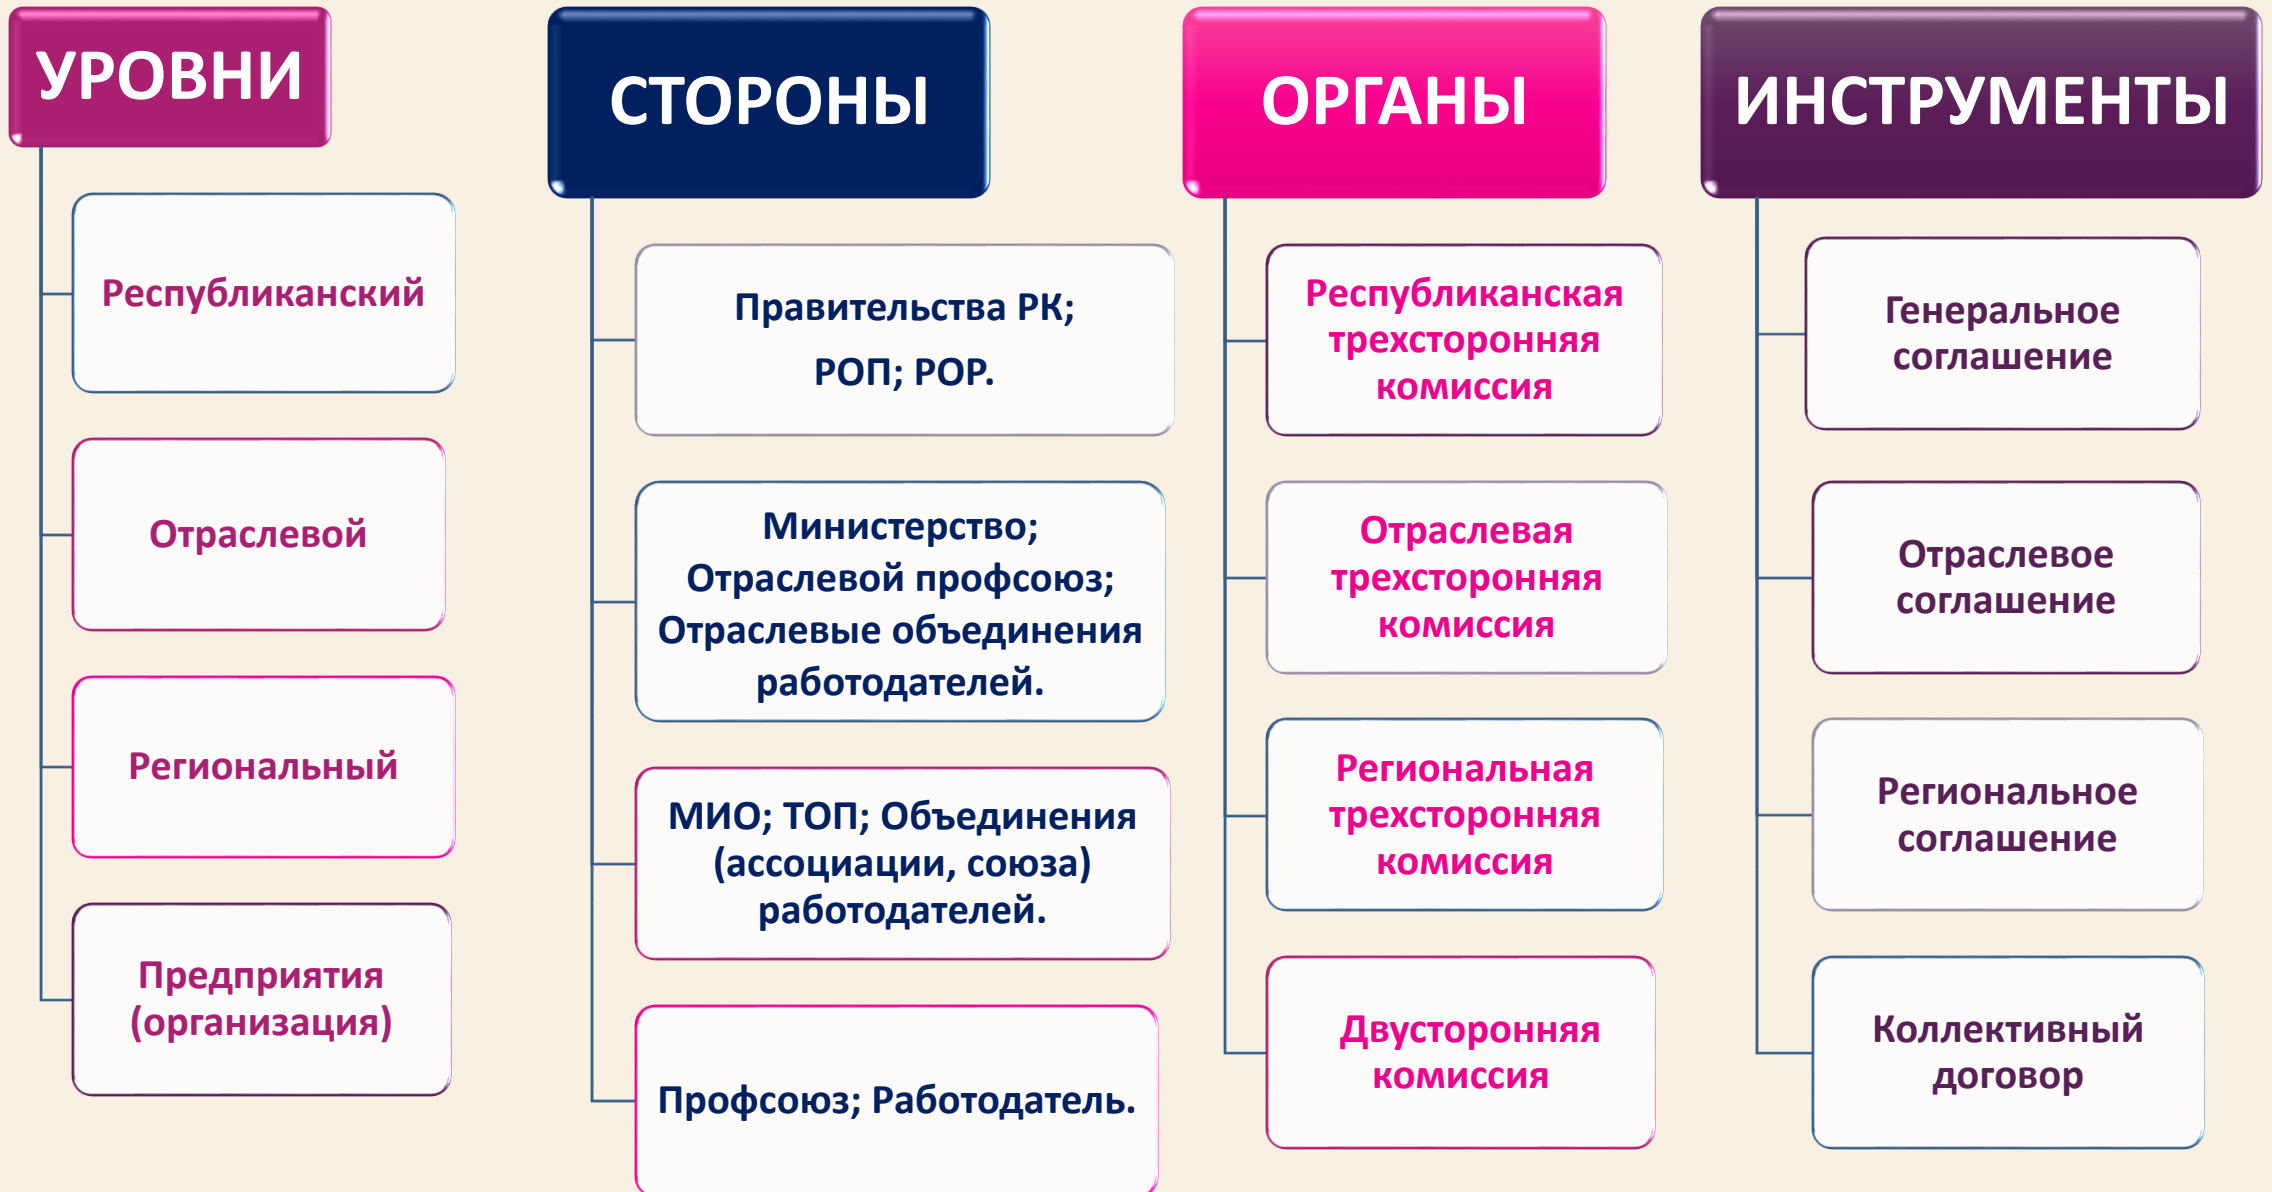 УРОВНИ
Республиканский
Отраслевой
Региональный
Предприятия
(организация)
СТОРОНЫ
Правительства РК;
РОП; РОР.
Министерство;
Отраслевой профсоюз;
Отраслевые объединения
работодателей.
МИО; ТОП; Объединения
(ассоциации, союза)
работодателей.
Профсоюз; Работодатель.
ОРГАНЫ
Республиканская
трехсторонняя
комиссия
Отраслевая
трехсторонняя
комиссия
Региональная
трехсторонняя
комиссия
Двусторонняя
комиссия
ИНСТРУМЕНТЫ
Генеральное
соглашение
Отраслевое
соглашение
Региональное
соглашение
Коллективный
договор